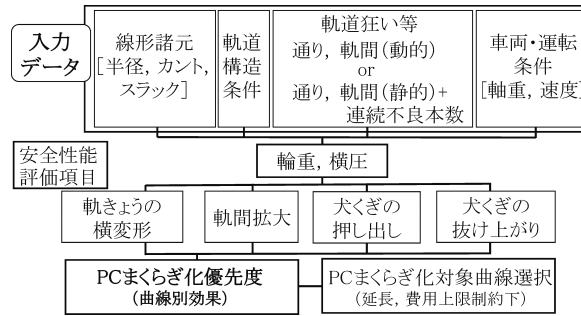 入力
データ
線形諸元
[半径, カント,
スラック]
軌道
構造
条件
軌道狂い等
通り, 軌間(動的)
or
通り, 軌間(静的)+
連続不良本数
車両・運転
条件
[軸重, 速度]
安全性能
評価項目
輪重, 横圧
軌きょうの
横変形
軌間拡大
犬くぎの
押し出し
犬くぎの
抜け上がり
PCまくらぎ化優先度
(曲線別効果)
PCまくらぎ化対象曲線選択
(延長, 費用上限制約下)